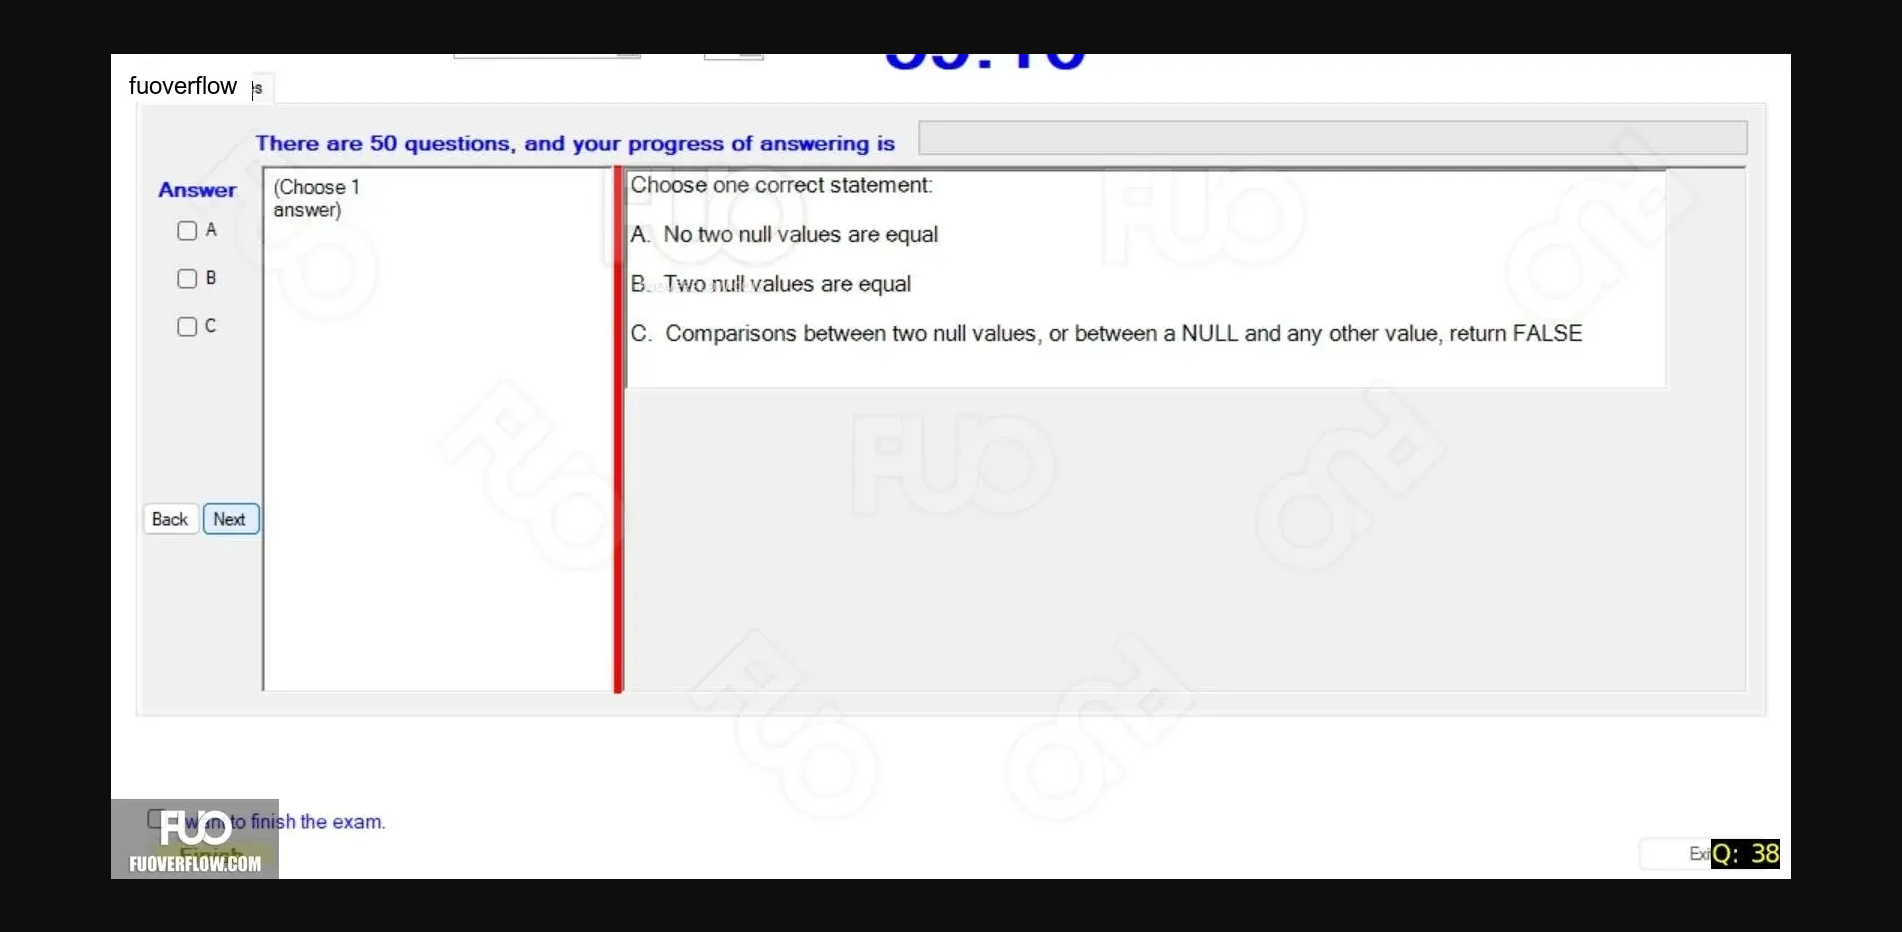 fuoverflow
There are 50 questions, and your progress of answering is
Answer
(Choose 1
answer)
A
B
C
Choose one correct statement:
A. No two null values are equal
B. Two null values are equal
C. Comparisons between two null values, or between a NULL and any other value, return FALSE
Back
Next
FUO
want to finish the exam.
Finish
FUOVERFLOW.COM
Q: 38